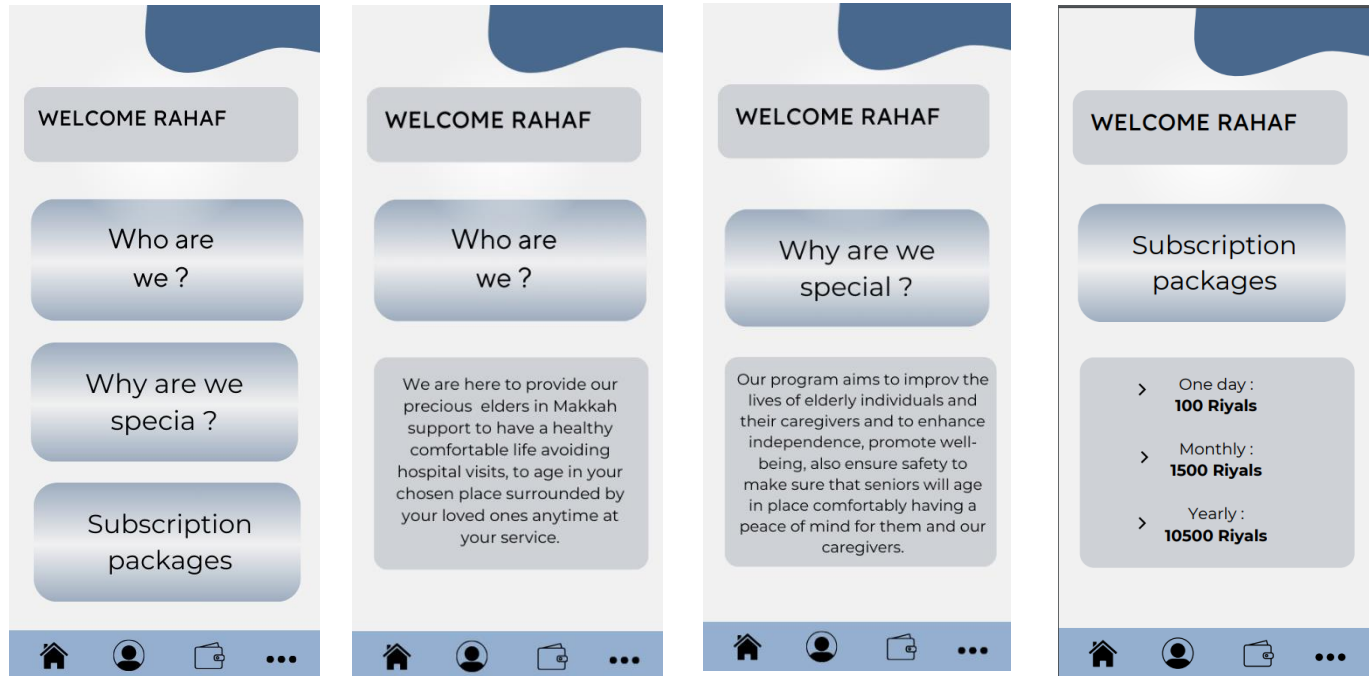 WELCOME RAHAF
Who are
we ?
Why are we
specia ?
Subscription
packages
WELCOME RAHAF
Who are
we ?
We are here to provide our
precious elders in Makkah
support to have a healthy
comfortable life avoiding
hospital visits, to age in your
chosen place surrounded by
your loved ones anytime at
your service.
WELCOME RAHAF
Why are we
special ?
Our program aims to improv the
lives of elderly individuals and
their caregivers and to enhance
independence, promote well-
being, also ensure safety to
make sure that seniors will age
in place comfortably having a
peace of mind for them and our
caregivers.
WELCOME RAHAF
Subscription
packages
One day :
100 Riyals
Monthly :
1500 Riyals
Yearly :
10500 Riyals